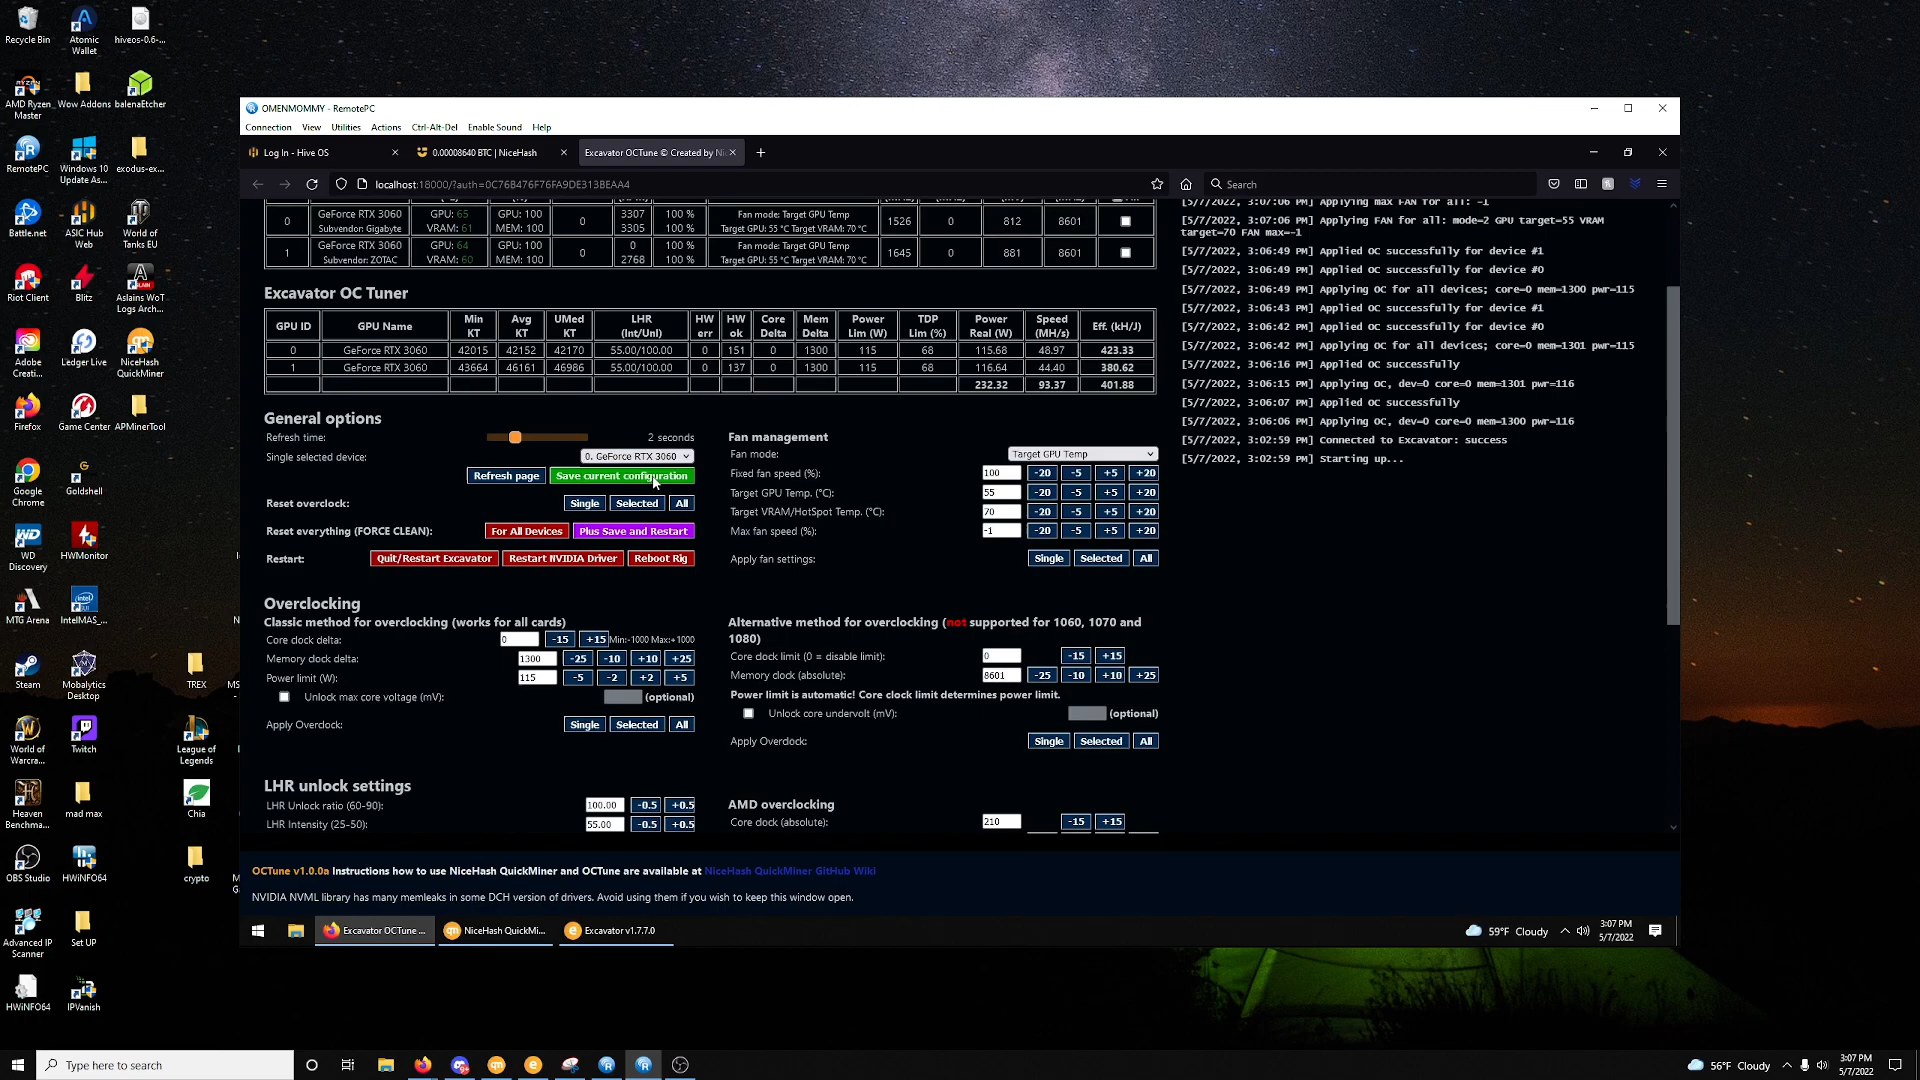 Recycle Bin
Atomic Wallet
hiveos-0.6-...
AMD Ryzen Master
Wow Addons
balenaEtcher
RemotePC
Windows 10 Update As...
exodus-ex...
Battle.net
ASIC Hub Web
World of Tanks EU
Riot Client
Blitz
Aslains WoT Logs Arch...
Adobe Creati...
Ledger Live
NiceHash QuickMiner
Firefox
Game Center
APMinerTool
Google Chrome
Goldshell
WD Discovery
HWMonitor
MTG Arena
IntelMAS_...
Steam
Mobalytics Desktop
TREX
World of Warcra...
Twitch
League of Legends
Heaven Benchma...
mad max
Chia
OBS Studio
HWiNFO64
crypto
Advanced IP Scanner
Set UP
HWiNFO64
IPVanish
OMENMOMMY - RemotePC
Connection View Utilities Actions Ctrl-Alt-Del Enable Sound Help
Log In - Hive OS
0.00008640 BTC | NiceHash
Excavator OCTune © Created by Nic
localhost:18000/?auth=0C76B476F76FA9DE313BEAA4
Search
0 GeForce RTX 3060 Subvendor: Gigabyte GPU: 65 VRAM: 61 GPU: 100 MEM: 100 0 3307 3305 100 % 100 % Fan mode: Target GPU Temp Target GPU: 55 °C Target VRAM: 70 °C 1526 0 812 8601
1 GeForce RTX 3060 Subvendor: ZOTAC GPU: 64 VRAM: 60 GPU: 100 MEM: 100 0 0 2768 100 % 100 % Fan mode: Target GPU Temp Target GPU: 55 °C Target VRAM: 70 °C 1645 0 881 8601
Excavator OC Tuner
GPU ID GPU Name Min KT Avg KT UMed KT LHR (Int/Unl) HW err HW ok Core Delta Mem Delta Power Lim (W) TDP Lim (%) Power Real (W) Speed (MH/s) Eff. (kH/J)
0 GeForce RTX 3060 42015 42152 42170 55.00/100.00 0 151 0 1300 115 68 115.68 48.97 423.33
1 GeForce RTX 3060 43664 46161 46986 55.00/100.00 0 137 0 1300 115 68 116.64 44.40 380.62
232.32 93.37 401.88
General options
Refresh time: 2 seconds
Single selected device: 0. GeForce RTX 3060
Refresh page Save current configuration
Reset overclock: Single Selected All
Reset everything (FORCE CLEAN): For All Devices Plus Save and Restart
Restart: Quit/Restart Excavator Restart NVIDIA Driver Reboot Rig
Fan management
Fan mode: Target GPU Temp
Fixed fan speed (%): 100 -20 -5 +5 +20
Target GPU Temp. (°C): 55 -20 -5 +5 +20
Target VRAM/HotSpot Temp. (°C): 70 -20 -5 +5 +20
Max fan speed (%): -1 -20 -5 +5 +20
Apply fan settings: Single Selected All
Overclocking
Classic method for overclocking (works for all cards)
Core clock delta: 0 -15 +15 Min:-1000 Max:+1000
Memory clock delta: 1300 -25 -10 +10 +25
Power limit (W): 115 -5 -2 +2 +5
Unlock max core voltage (mV): (optional)
Apply Overclock: Single Selected All
Alternative method for overclocking (not supported for 1060, 1070 and 1080)
Core clock limit (0 = disable limit): 0 -15 +15
Memory clock (absolute): 8601 -25 -10 +10 +25
Power limit is automatic! Core clock limit determines power limit.
Unlock core undervolt (mV): (optional)
Apply Overclock: Single Selected All
LHR unlock settings
LHR Unlock ratio (60-90): 100.00 -0.5 +0.5
LHR Intensity (25-50): 55.00 -0.5 +0.5
AMD overclocking
Core clock (absolute): 210 -15 +15
[5/7/2022, 3:07:06 PM] Applying max FAN for all: -1
[5/7/2022, 3:07:06 PM] Applying FAN for all: mode=2 GPU target=55 VRAM
target=70 FAN max=-1
[5/7/2022, 3:06:49 PM] Applied OC successfully for device #1
[5/7/2022, 3:06:49 PM] Applied OC successfully for device #0
[5/7/2022, 3:06:49 PM] Applying OC for all devices; core=0 mem=1300 pwr=115
[5/7/2022, 3:06:43 PM] Applied OC successfully for device #1
[5/7/2022, 3:06:42 PM] Applied OC successfully for device #0
[5/7/2022, 3:06:42 PM] Applying OC for all devices; core=0 mem=1301 pwr=115
[5/7/2022, 3:06:16 PM] Applied OC successfully
[5/7/2022, 3:06:15 PM] Applying OC, dev=0 core=0 mem=1301 pwr=116
[5/7/2022, 3:06:07 PM] Applied OC successfully
[5/7/2022, 3:06:06 PM] Applying OC, dev=0 core=0 mem=1300 pwr=116
[5/7/2022, 3:02:59 PM] Connected to Excavator: success
[5/7/2022, 3:02:59 PM] Starting up...
OCTune v1.0.0a Instructions how to use NiceHash QuickMiner and OCTune are available at NiceHash QuickMiner GitHub Wiki
NVIDIA NVML library has many memleaks in some DCH version of drivers. Avoid using them if you wish to keep this window open.
Excavator OCTune ...
NiceHash QuickMi...
Excavator v1.7.7.0
59°F Cloudy
3:07 PM
5/7/2022
Type here to search
56°F Cloudy
3:07 PM
5/7/2022